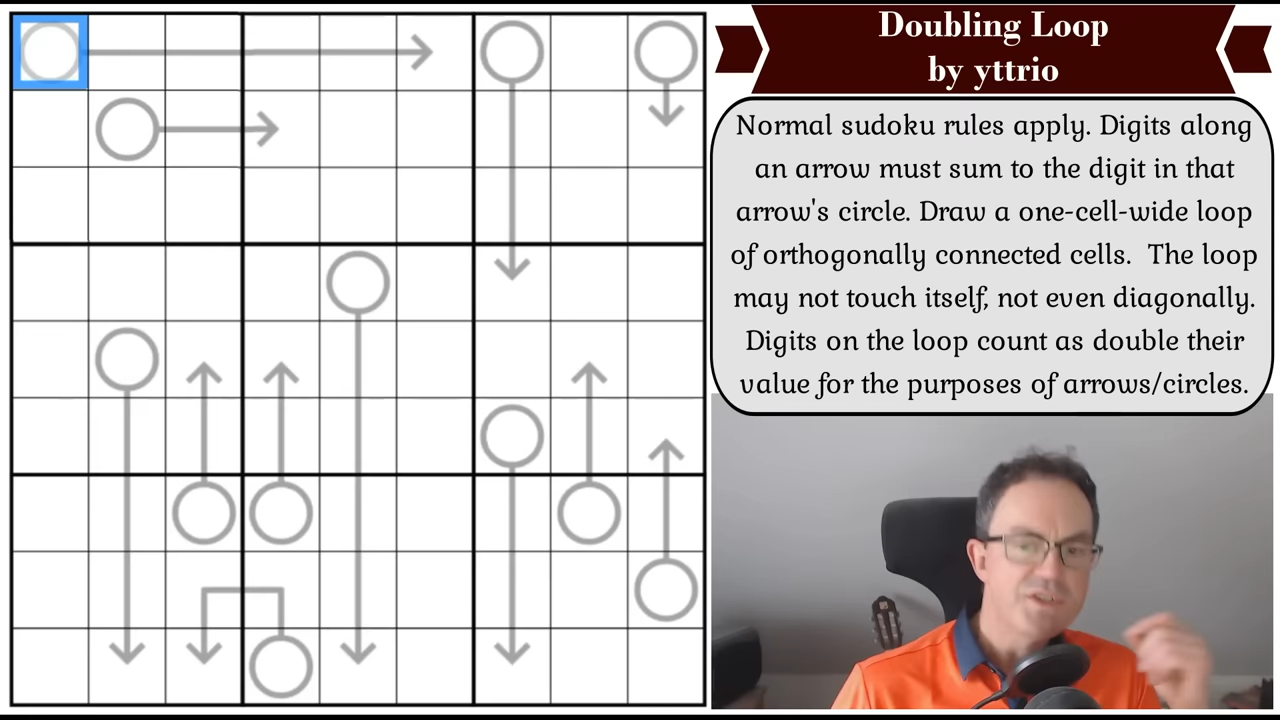 Doubling Loop
by yttrio
Normal sudoku rules apply. Digits along
an arrow must sum to the digit in that
arrow's circle. Draw a one-cell-wide loop
of orthogonally connected cells. The loop
may not touch itself, not even diagonally.
Digits on the loop count as double their
value for the purposes of arrows/circles.